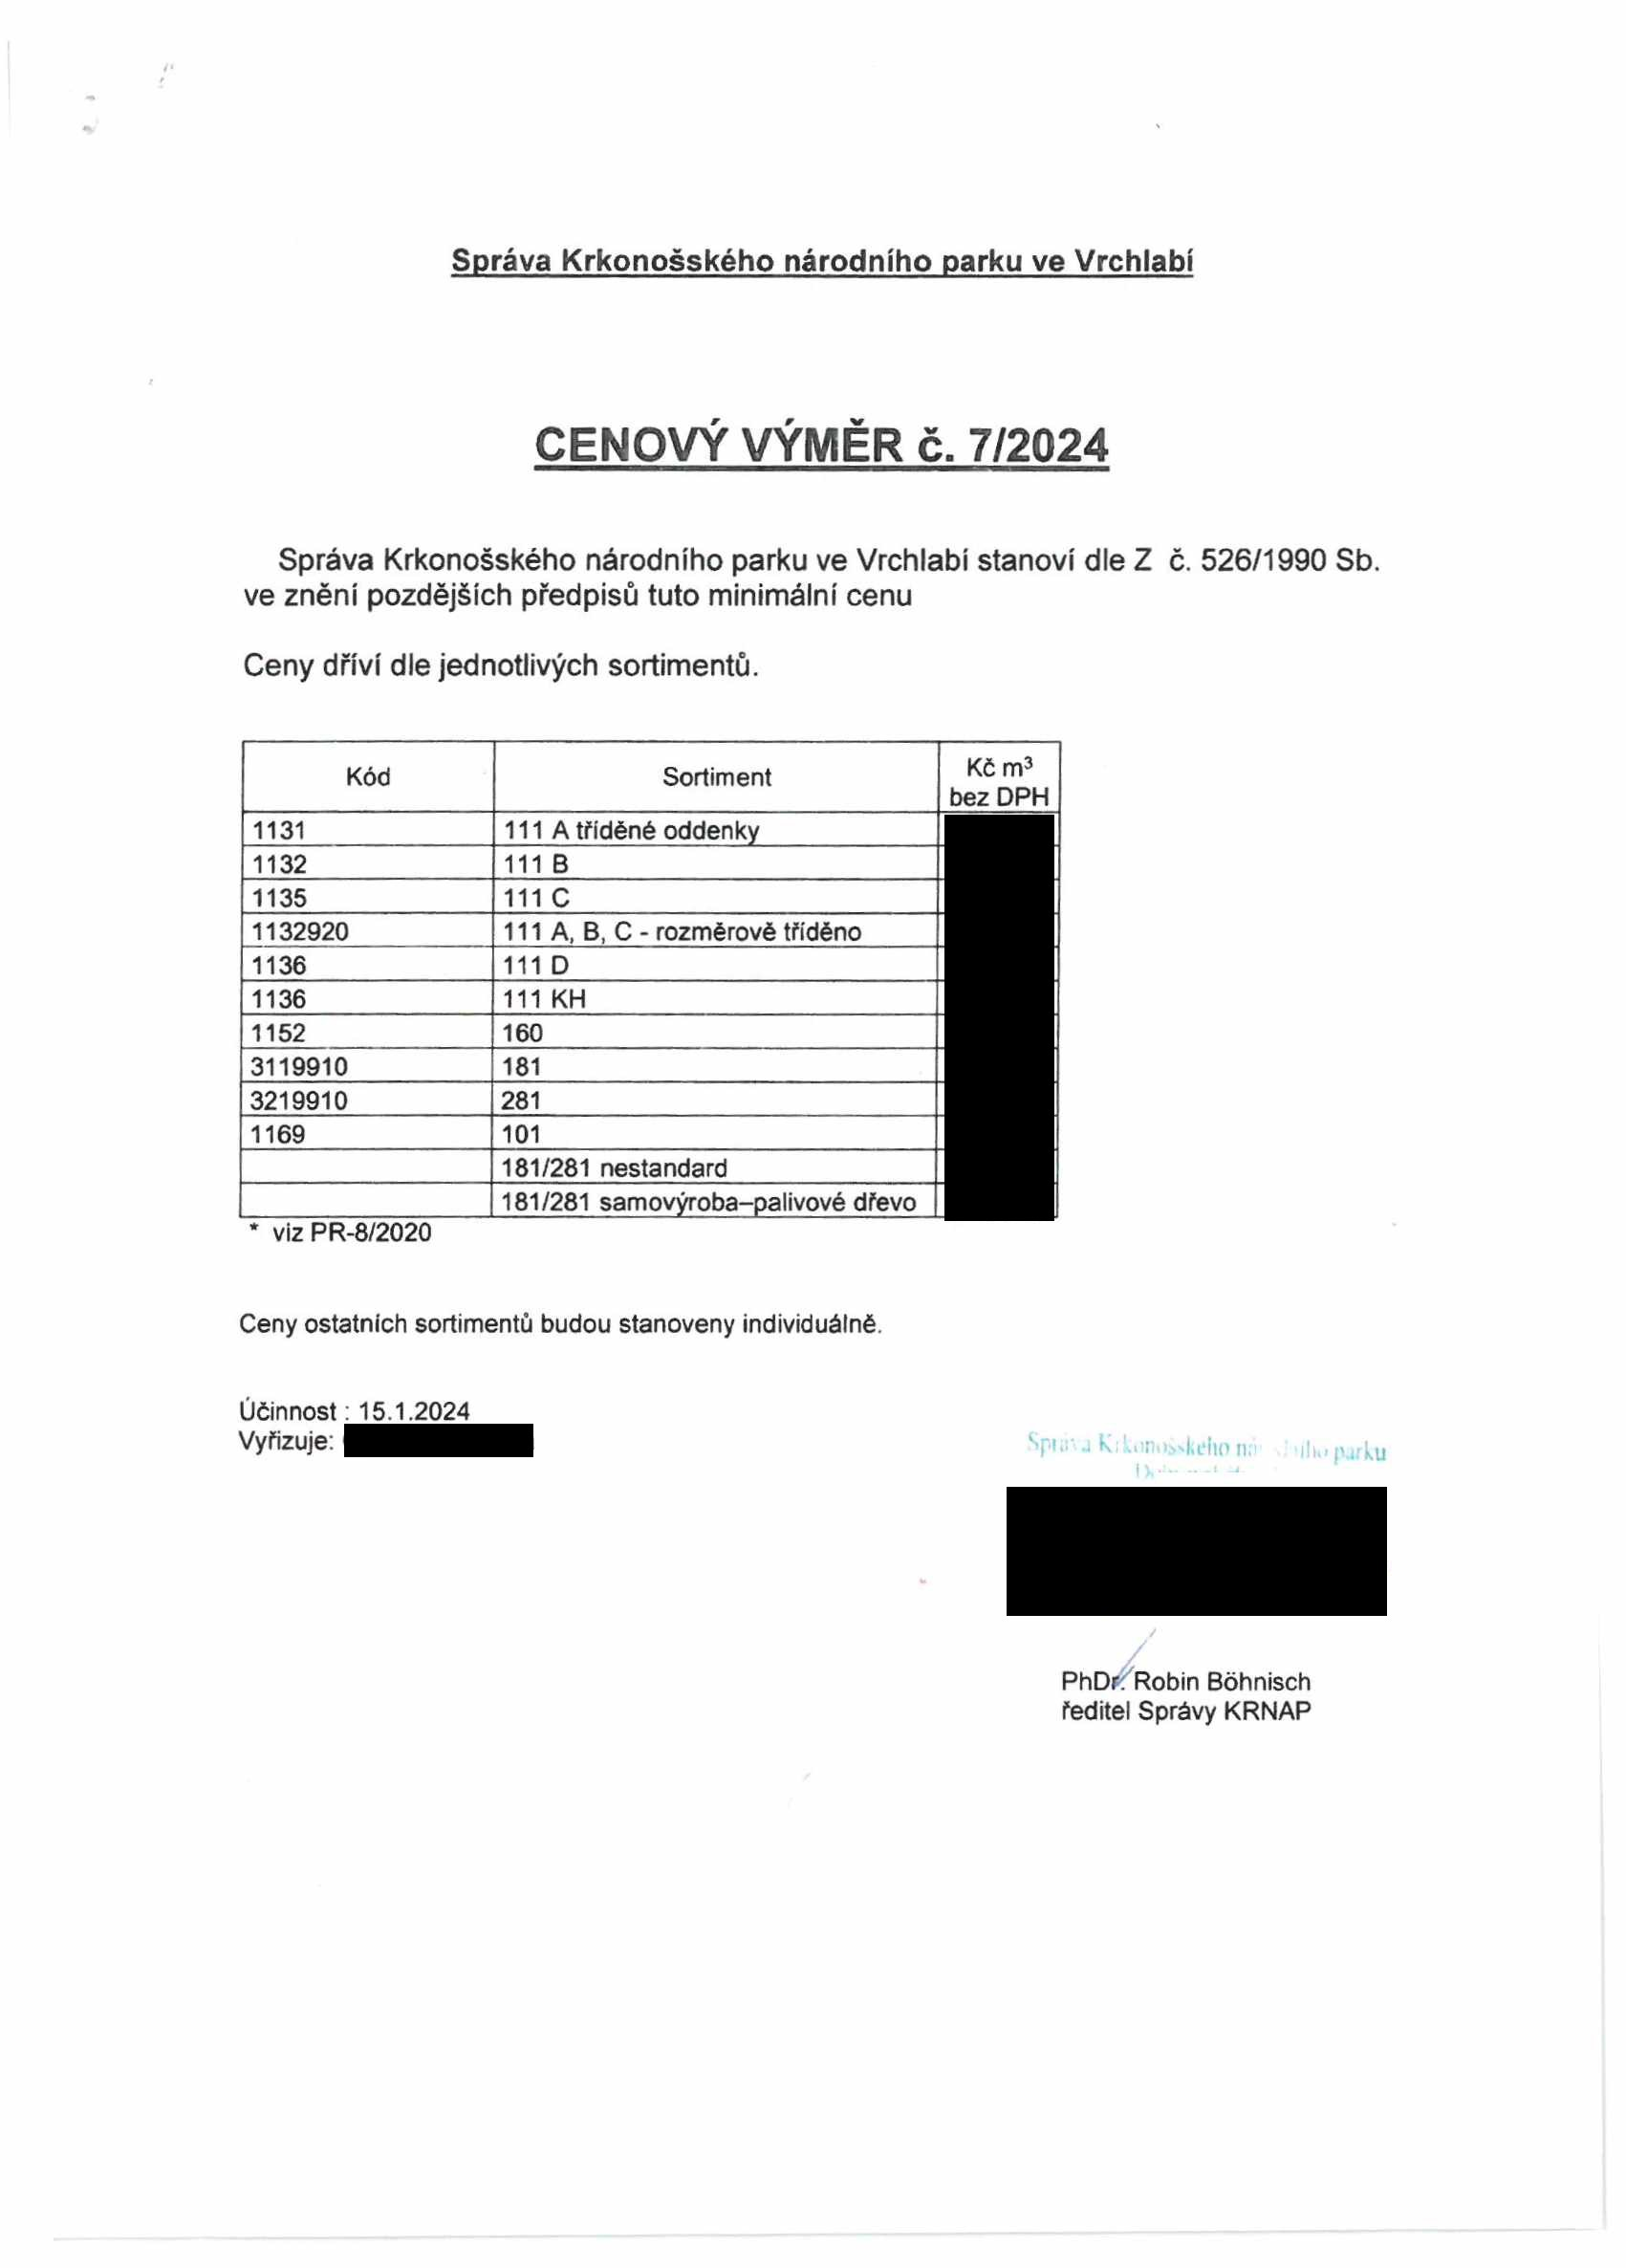 Správa Krkonošského národního parku ve Vrchlabí
CENOVÝ VÝMĚR č. 7/2024
Správa Krkonošského národního parku ve Vrchlabí stanoví dle Z č. 526/1990 Sb.
ve znění pozdějších předpisů tuto minimální cenu
Ceny dříví dle jednotlivých sortimentů.
Kód Sortiment Kč m³
bez DPH
1131 111 A tříděné oddenky
1132 111 B
1135 111 C
1132920 111 A, B, C - rozměrově tříděno
1136 111 D
1136 111 KH
1152 160
3119910 181
3219910 281
1169 101
181/281 nestandard
181/281 samovýroba–palivové dřevo
* viz PR-8/2020
Ceny ostatních sortimentů budou stanoveny individuálně.
Účinnost : 15.1.2024
Vyřizuje:
Správa Krkonošského parku
PhDr. Robin Böhnisch
ředitel Správy KRNAP